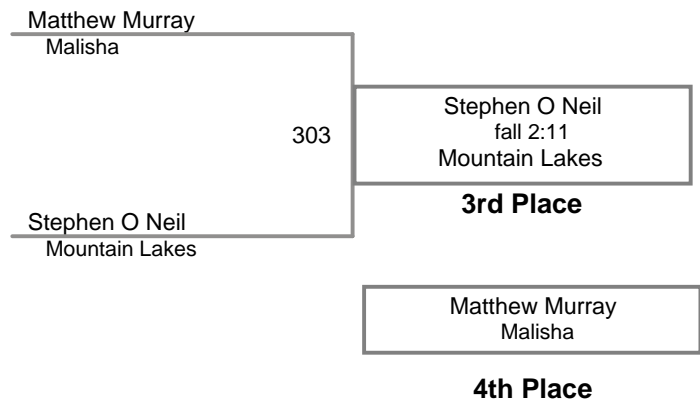 Matthew Murray
Malisha
303
Stephen O Neil
fall 2:11
Mountain Lakes
3rd Place
Stephen O Neil
Mountain Lakes
Matthew Murray
Malisha
4th Place